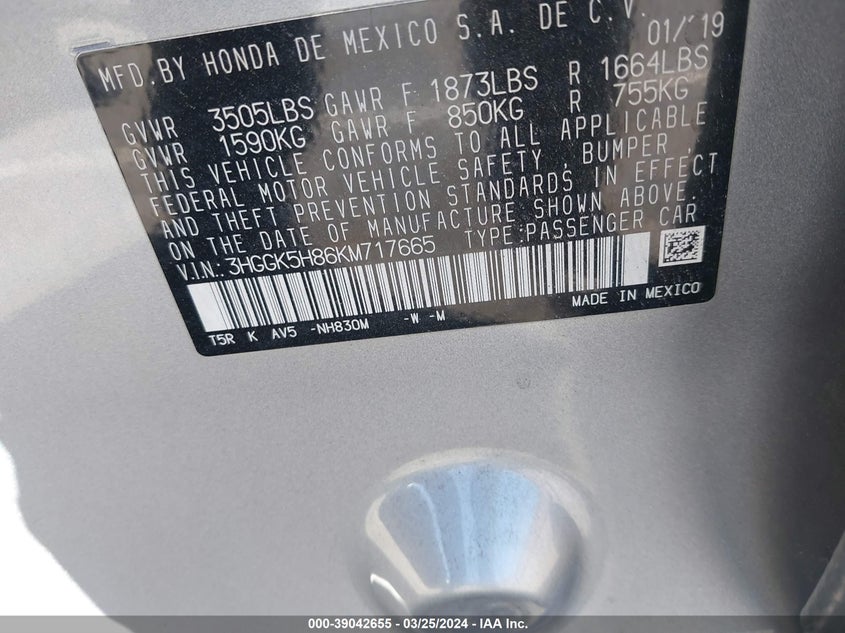 MFD.BY HONDA DE MEXICO S.A. DE C.V. 01/'19
GVWR 3505LBS GAWR F 1873LBS R 1664LBS
GVWR 1590KG GAWR F 850KG R 755KG
THIS VEHICLE CONFORMS TO ALL APPLICABLE
FEDERAL MOTOR VEHICLE SAFETY, BUMPER,
AND THEFT PREVENTION STANDARDS IN EFFECT
ON THE DATE OF MANUFACTURE SHOWN ABOVE.
V.I.N.: 3HGGK5H86KM717665 TYPE:PASSENGER CAR
T5R K AV5 -NH830M -W -M MADE IN MEXICO
000-39042655 - 03/25/2024 - IAA Inc.